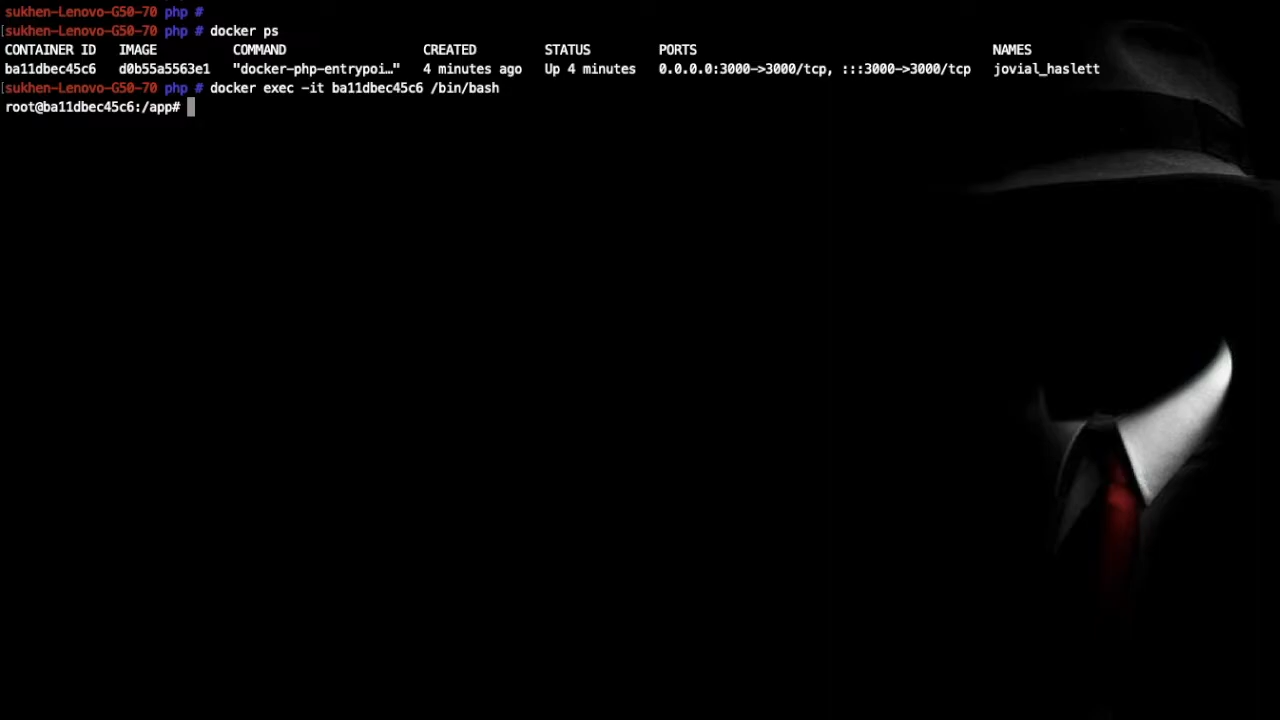 sukhen-Lenovo-G50-70 php #
[sukhen-Lenovo-G50-70 php # docker ps
CONTAINER ID   IMAGE          COMMAND                  CREATED         STATUS         PORTS                                       NAMES
ba11dbec45c6   d0b55a5563e1   "docker-php-entrypoi…"   4 minutes ago   Up 4 minutes   0.0.0.0:3000->3000/tcp, :::3000->3000/tcp   jovial_haslett
[sukhen-Lenovo-G50-70 php # docker exec -it ba11dbec45c6 /bin/bash
root@ba11dbec45c6:/app#